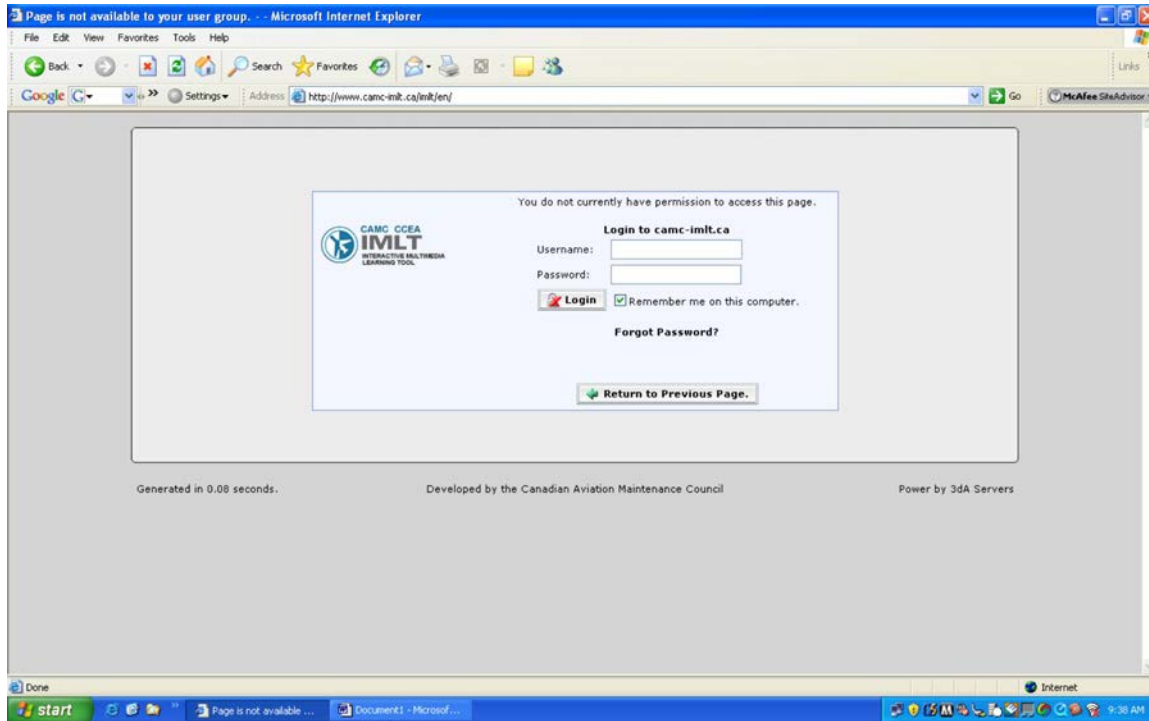 Page is not available to your user group. - - Microsoft Internet Explorer
File Edit View Favorites Tools Help
Back Search Favorites
Links
Google G Settings Address http://www.camc-imlt.ca/imlt/en/ Go McAfee SiteAdvisor
You do not currently have permission to access this page.
CAMC CCEA
IMLT
INTERACTIVE MULTIMEDIA
LEARNING TOOL
Login to camc-imlt.ca
Username:
Password:
Login Remember me on this computer.
Forgot Password?
Return to Previous Page.
Generated in 0.08 seconds. Developed by the Canadian Aviation Maintenance Council Power by 3dA Servers
Done Internet
start Page is not available ... Document1 - Microsof... 9:38 AM